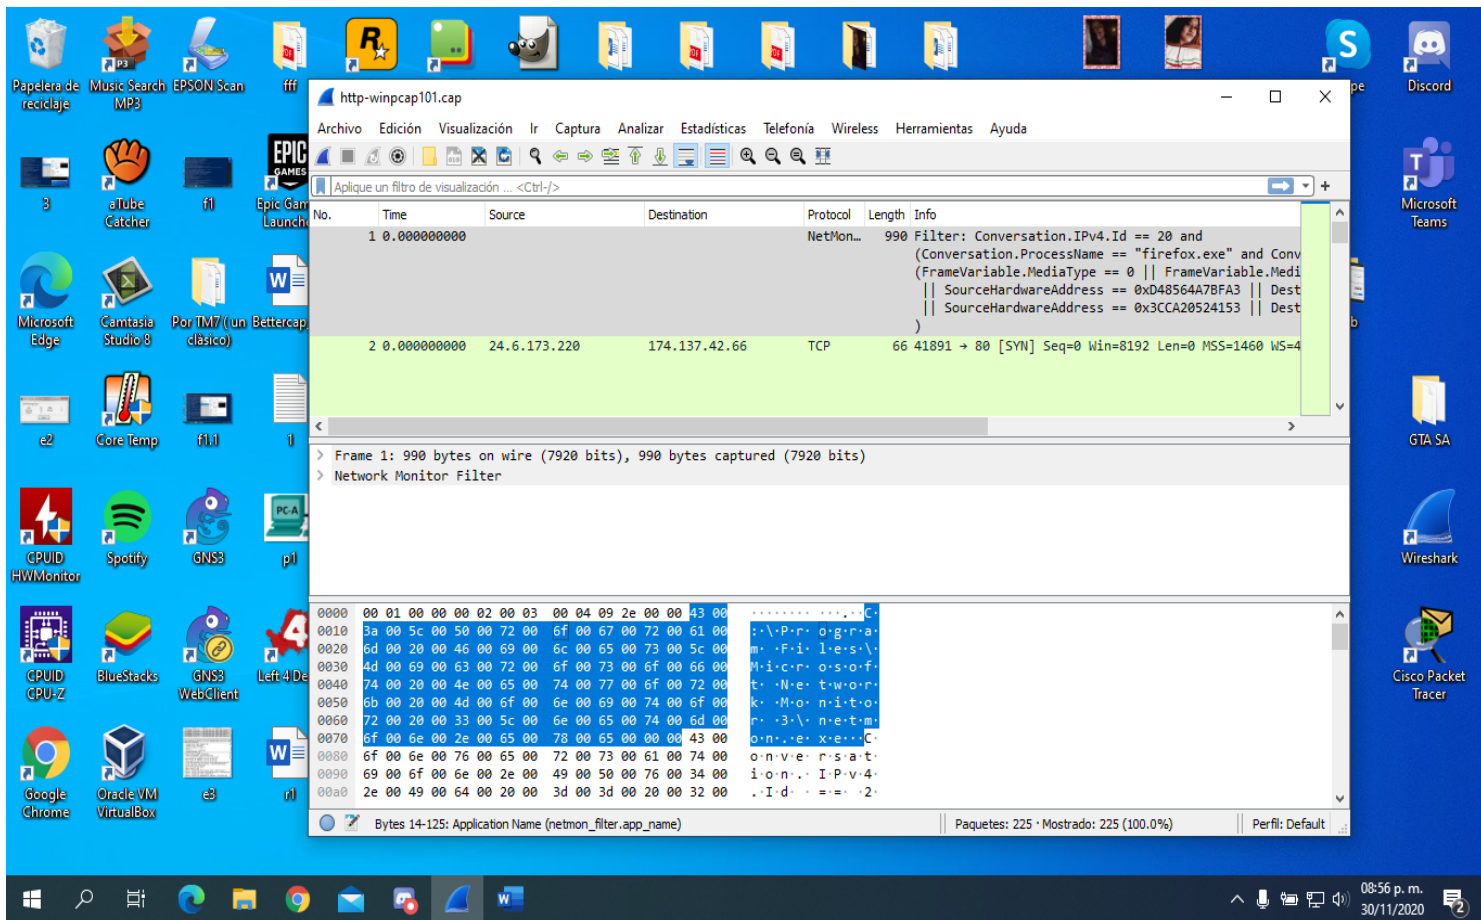 Papelera de reciclaje
Music Search MP3
EPSON Scan
fff
Discord
3
aTube Catcher
f1
Epic Gam
Launch
Microsoft Teams
Microsoft Edge
Camtasia Studio 8
Por TM7 ( un clàsico)
Bettercap
e2
Core Temp
f1.1
1
GTA SA
CPUID HWMonitor
Spotify
GNS3
p1
Wireshark
CPUID CPU-Z
BlueStacks
GNS3 WebClient
Left 4 De
Cisco Packet Tracer
Google Chrome
Oracle VM VirtualBox
e3
r1
http-winpcap101.cap
Archivo Edición Visualización Ir Captura Analizar Estadísticas Telefonía Wireless Herramientas Ayuda
Aplique un filtro de visualización ... <Ctrl-/>
No. Time Source Destination Protocol Length Info
1 0.000000000 NetMon… 990 Filter: Conversation.IPv4.Id == 20 and
(Conversation.ProcessName == "firefox.exe" and Conv
(FrameVariable.MediaType == 0 || FrameVariable.Medi
|| SourceHardwareAddress == 0xD48564A7BFA3 || Dest
|| SourceHardwareAddress == 0x3CCA20524153 || Dest
)
2 0.000000000 24.6.173.220 174.137.42.66 TCP 66 41891 → 80 [SYN] Seq=0 Win=8192 Len=0 MSS=1460 WS=4
Frame 1: 990 bytes on wire (7920 bits), 990 bytes captured (7920 bits)
Network Monitor Filter
0000 00 01 00 00 00 02 00 03 00 04 09 2e 00 00 43 00 ········ ···.··C·
0010 3a 00 5c 00 50 00 72 00 6f 00 67 00 72 00 61 00 :·\·P·r· o·g·r·a·
0020 6d 00 20 00 46 00 69 00 6c 00 65 00 73 00 5c 00 m· ·F·i· l·e·s·\·
0030 4d 00 69 00 63 00 72 00 6f 00 73 00 6f 00 66 00 M·i·c·r· o·s·o·f·
0040 74 00 20 00 4e 00 65 00 74 00 77 00 6f 00 72 00 t· ·N·e· t·w·o·r·
0050 6b 00 20 00 4d 00 6f 00 6e 00 69 00 74 00 6f 00 k· ·M·o· n·i·t·o·
0060 72 00 20 00 33 00 5c 00 6e 00 65 00 74 00 6d 00 r· ·3·\· n·e·t·m·
0070 6f 00 6e 00 2e 00 65 00 78 00 65 00 00 00 43 00 o·n·.·e· x·e···C·
0080 6f 00 6e 00 76 00 65 00 72 00 73 00 61 00 74 00 o·n·v·e· r·s·a·t·
0090 69 00 6f 00 6e 00 2e 00 49 00 50 00 76 00 34 00 i·o·n·.· I·P·v·4·
00a0 2e 00 49 00 64 00 20 00 3d 00 3d 00 20 00 32 00 .·I·d· · =·=· ·2·
Bytes 14-125: Application Name (netmon_filter.app_name) Paquetes: 225 · Mostrado: 225 (100.0%) Perfil: Default
08:56 p. m.
30/11/2020
2